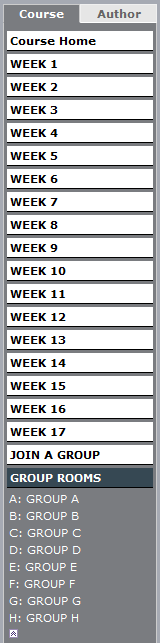 Course Author
Course Home
WEEK 1
WEEK 2
WEEK 3
WEEK 4
WEEK 5
WEEK 6
WEEK 7
WEEK 8
WEEK 9
WEEK 10
WEEK 11
WEEK 12
WEEK 13
WEEK 14
WEEK 15
WEEK 16
WEEK 17
JOIN A GROUP
GROUP ROOMS
A: GROUP A
B: GROUP B
C: GROUP C
D: GROUP D
E: GROUP E
F: GROUP F
G: GROUP G
H: GROUP H